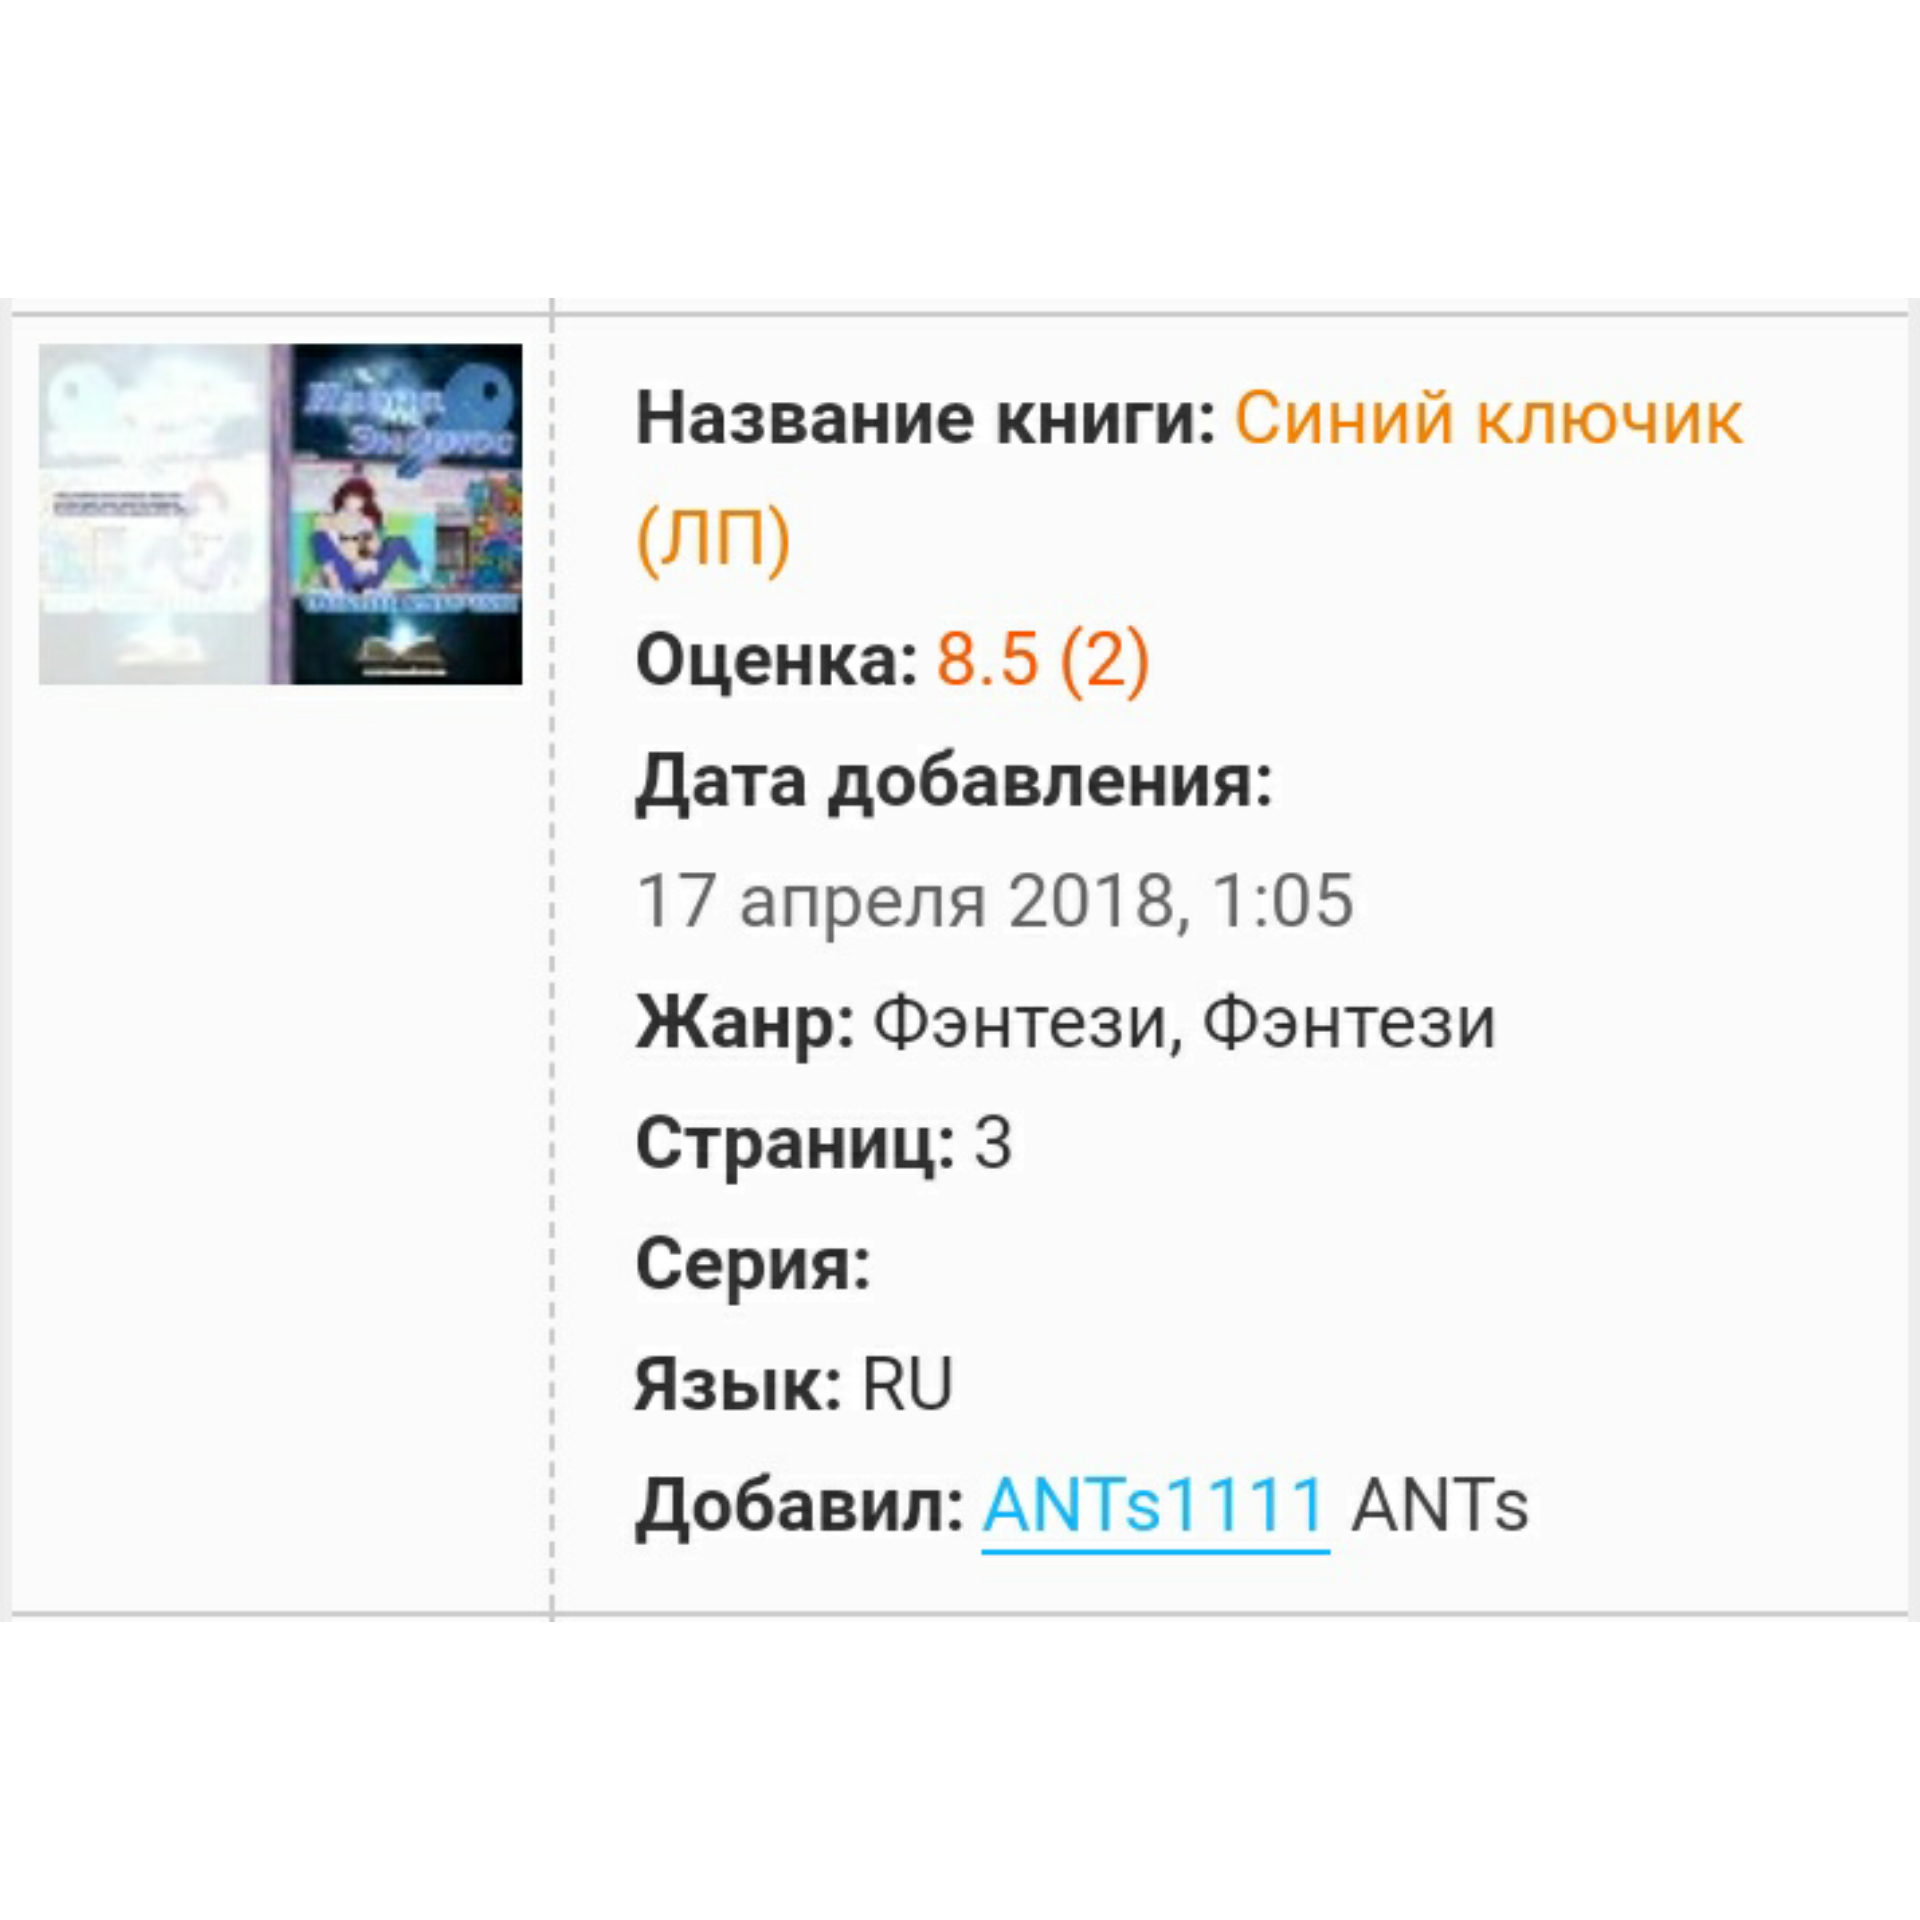 Название книги: Синий ключик
(ЛП)
Оценка: 8.5 (2)
Дата добавления:
17 апреля 2018, 1:05
Жанр: Фэнтези, Фэнтези
Страниц: 3
Серия:
Язык: RU
Добавил: ANTs1111 ANTs